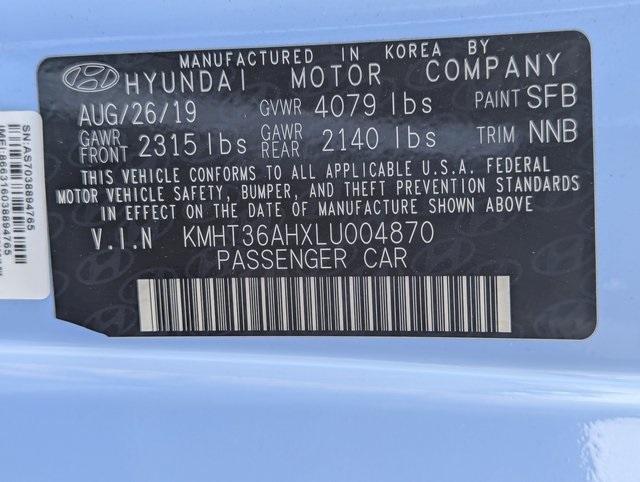 MANUFACTURED IN KOREA BY
HYUNDAI MOTOR COMPANY
AUG/26/19 GVWR 4079 lbs PAINT SFB
GAWR FRONT 2315 lbs GAWR REAR 2140 lbs TRIM NNB
THIS VEHICLE CONFORMS TO ALL APPLICABLE U.S.A. FEDERAL
MOTOR VEHICLE SAFETY, BUMPER, AND THEFT PREVENTION STANDARDS
IN EFFECT ON THE DATE OF MANUFACTURE SHOWN ABOVE.
V.I.N KMHT36AHXLU004870
PASSENGER CAR
SN:AS7038894765